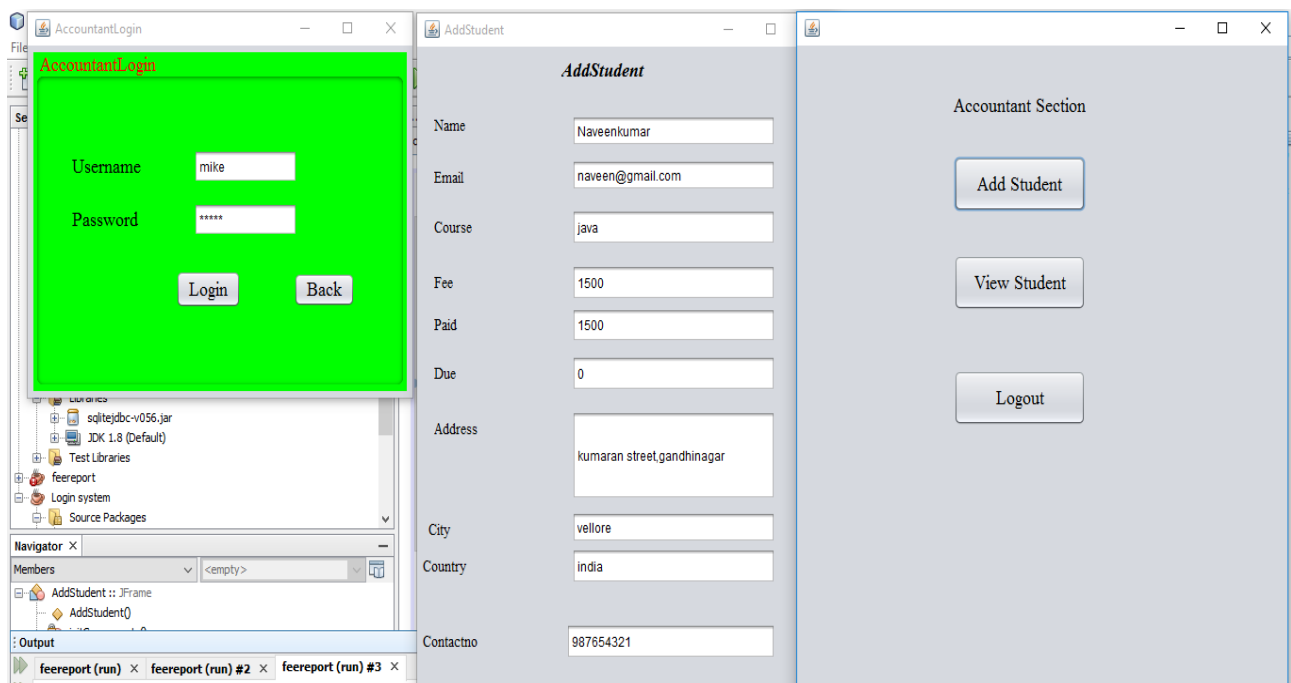 AccountantLogin
File
AccountantLogin
Username mike
Password *****
Login Back
Se
Libraries
sqlitejdbc-v056.jar
JDK 1.8 (Default)
Test Libraries
feereport
Login system
Source Packages
Navigator ×
Members <empty>
AddStudent :: JFrame
AddStudent()
Output
feereport (run) × feereport (run) #2 × feereport (run) #3 ×
AddStudent
AddStudent
Name Naveenkumar
Email naveen@gmail.com
Course java
Fee 1500
Paid 1500
Due 0
Address kumaran street,gandhinagar
City vellore
Country india
Contactno 987654321
Accountant Section
Add Student
View Student
Logout